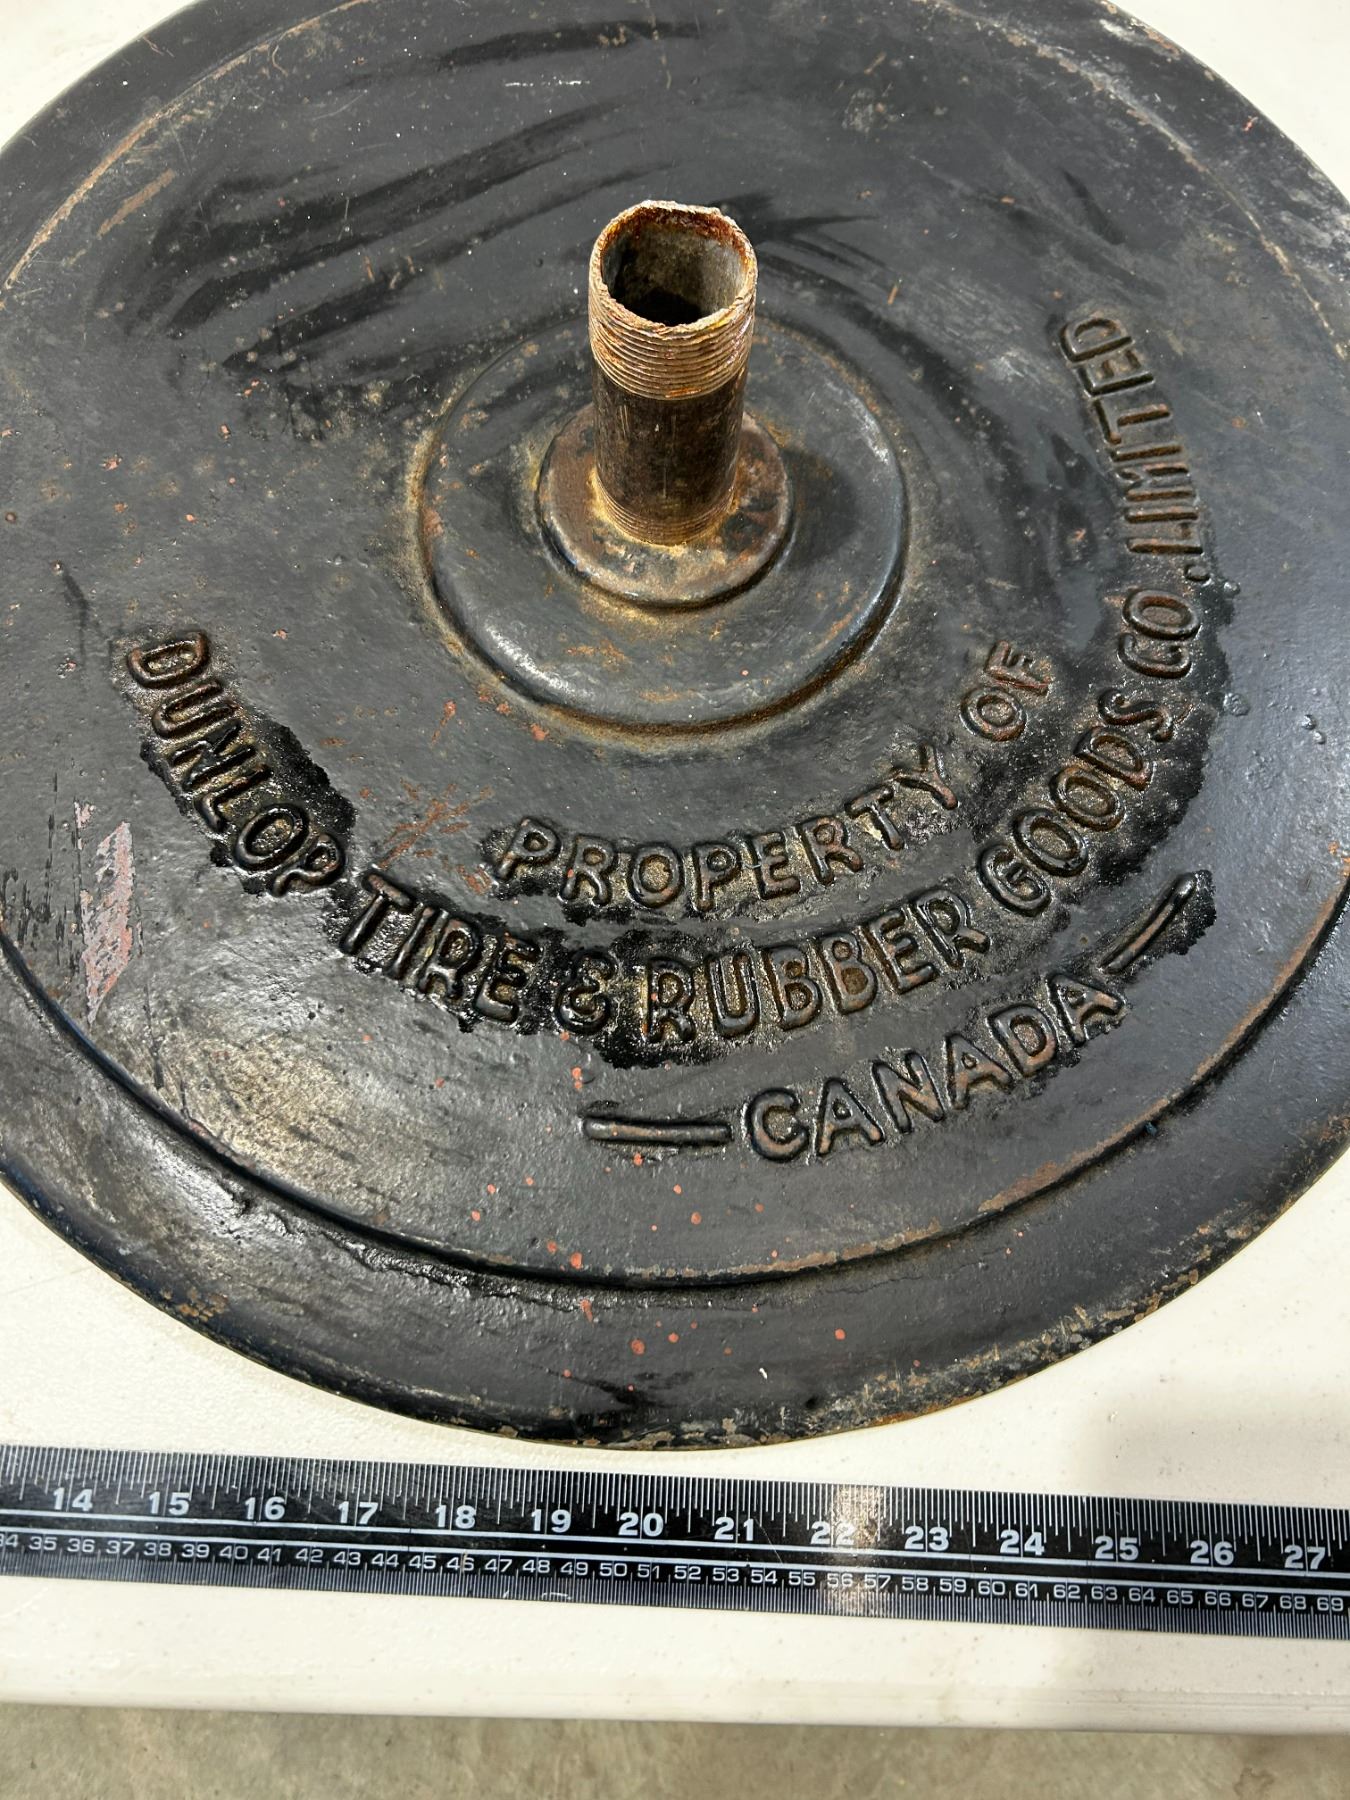 PROPERTY OF
DUNLOP TIRE & RUBBER GOODS CO. LIMITED
— CANADA —
14 15 16 17 18 19 20 21 22 23 24 25 26 27
34 35 36 37 38 39 40 41 42 43 44 45 46 47 48 49 50 51 52 53 54 55 56 57 58 59 60 61 62 63 64 65 66 67 68 69